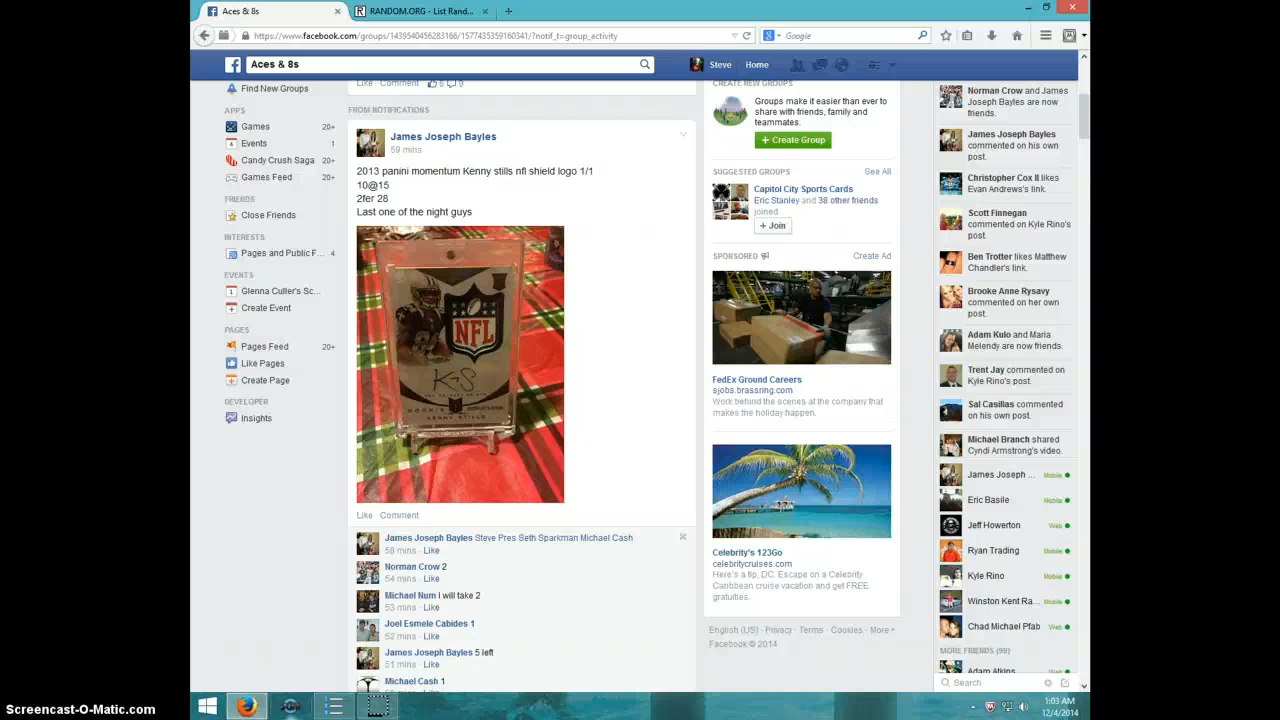 Aces & 8s
RANDOM.ORG - List Rand...
https://www.facebook.com/groups/1439540456283166/1577435359160341/?notif_t=group_activity
Google
Aces & 8s
Steve
Home
Find New Groups
APPS
Games 20+
Events 1
Candy Crush Saga 20+
Games Feed 20+
FRIENDS
Close Friends
INTERESTS
Pages and Public F... 4
EVENTS
Glenna Culler's Sc...
Create Event
PAGES
Pages Feed 20+
Like Pages
Create Page
DEVELOPER
Insights
Like Comment 6 9
FROM NOTIFICATIONS
James Joseph Bayles
59 mins
2013 panini momentum Kenny stills nfl shield logo 1/1
10@15
2fer 28
Last one of the night guys
NFL
KENNY STILLS
Like Comment
James Joseph Bayles Steve Pres Seth Sparkman Michael Cash
58 mins · Like
Norman Crow 2
54 mins · Like
Michael Num I will take 2
53 mins · Like
Joel Esmele Cabides 1
52 mins · Like
James Joseph Bayles 5 left
51 mins · Like
Michael Cash 1
CREATE NEW GROUPS
Groups make it easier than ever to
share with friends, family and
teammates.
+ Create Group
SUGGESTED GROUPS See All
Capitol City Sports Cards
Eric Stanley and 38 other friends
joined
+ Join
SPONSORED Create Ad
FedEx Ground Careers
sjobs.brassring.com
Work behind the scenes at the company that
makes the holiday happen.
Celebrity's 123Go
celebritycruises.com
Here's a tip, DC. Escape on a Celebrity
Caribbean cruise vacation and get FREE
gratuities.
English (US) · Privacy · Terms · Cookies · More
Facebook © 2014
Norman Crow and James
Joseph Bayles are now
friends.
James Joseph Bayles
commented on his own
post.
Christopher Cox II likes
Evan Andrews's link.
Scott Finnegan
commented on Kyle Rino's
post.
Ben Trotter likes Matthew
Chandler's link.
Brooke Anne Rysavy
commented on her own
post.
Adam Kulo and Maria
Melendy are now friends.
Trent Jay commented on
Kyle Rino's post.
Sal Casillas commented
on his own post.
Michael Branch shared
Cyndi Armstrong's video.
James Joseph ... Mobile
Eric Basile Mobile
Jeff Howerton Web
Ryan Trading Mobile
Kyle Rino Web
Winston Kent Ra... Mobile
Chad Michael Pfab Web
MORE FRIENDS (99)
Adam Atkins
Search
1:03 AM
12/4/2014
Screencast-O-Matic.com